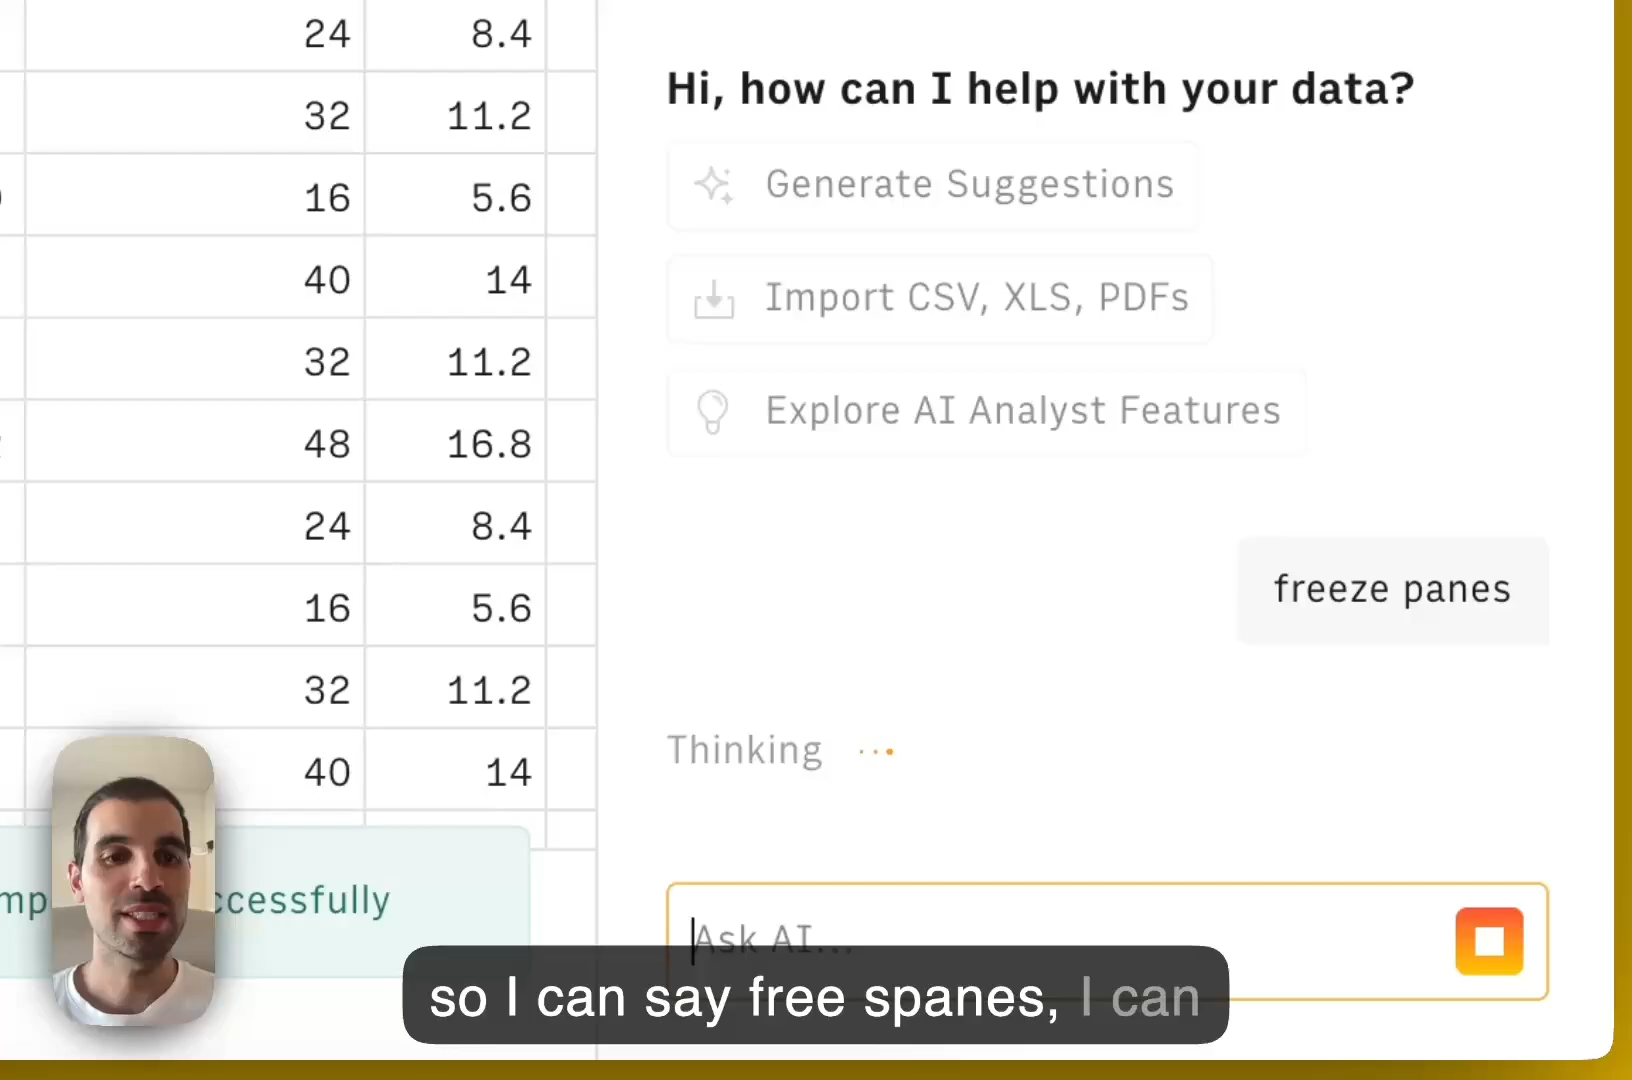 24 8.4
32 11.2
16 5.6
40 14
32 11.2
48 16.8
24 8.4
16 5.6
32 11.2
40 14
mp ccessfully
Hi, how can I help with your data?
Generate Suggestions
Import CSV, XLS, PDFs
Explore AI Analyst Features
freeze panes
Thinking ...
Ask AI...
so I can say free spanes, I can